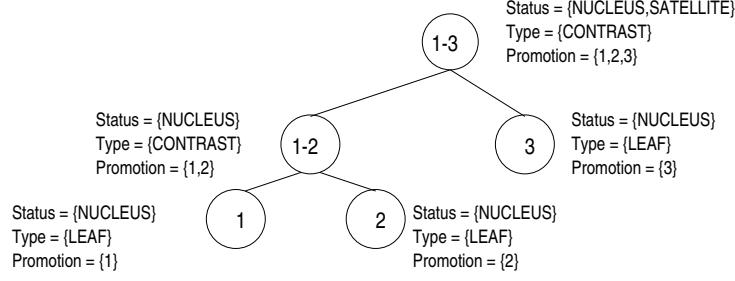 Status = {NUCLEUS,SATELLITE}
Type = {CONTRAST}
Promotion = {1,2,3}
1-3
Status = {NUCLEUS}
Type = {CONTRAST}
Promotion = {1,2}
1-2
3
Status = {NUCLEUS}
Type = {LEAF}
Promotion = {3}
Status = {NUCLEUS}
Type = {LEAF}
Promotion = {1}
1
2
Status = {NUCLEUS}
Type = {LEAF}
Promotion = {2}